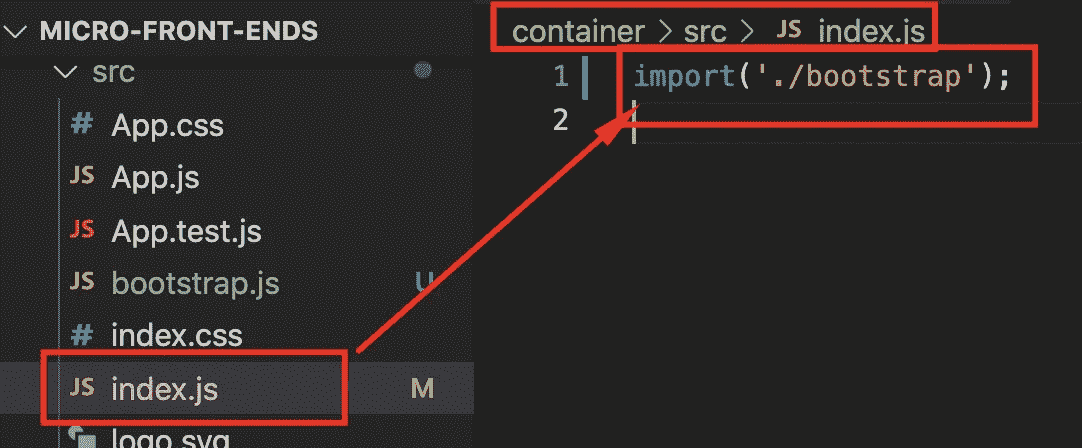 MICRO-FRONT-ENDS
src
# App.css
JS App.js
JS App.test.js
JS bootstrap.js U
# index.css
JS index.js M
logo.svg
container > src > JS index.js
1 import('./bootstrap');
2